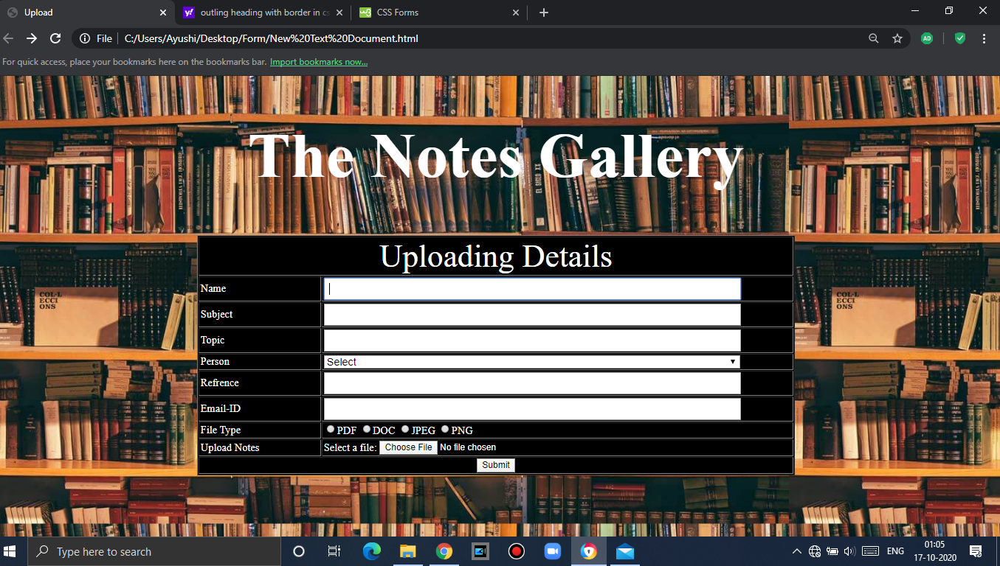 Upload
outling heading with border in cs
CSS Forms
File C:/Users/Ayushi/Desktop/Form/New%20Text%20Document.html
AD
For quick access, place your bookmarks here on the bookmarks bar. Import bookmarks now...
The Notes Gallery
EL SIGLO XX
Uploading Details
COL·L
ECCI
ONS
COL·L
ECCI
ONS
Name
Subject
Topic
Person Select
Refrence
Email-ID
File Type PDF DOC JPEG PNG
Upload Notes Select a file: Choose File No file chosen
Submit
Type here to search
ENG
01:05
17-10-2020